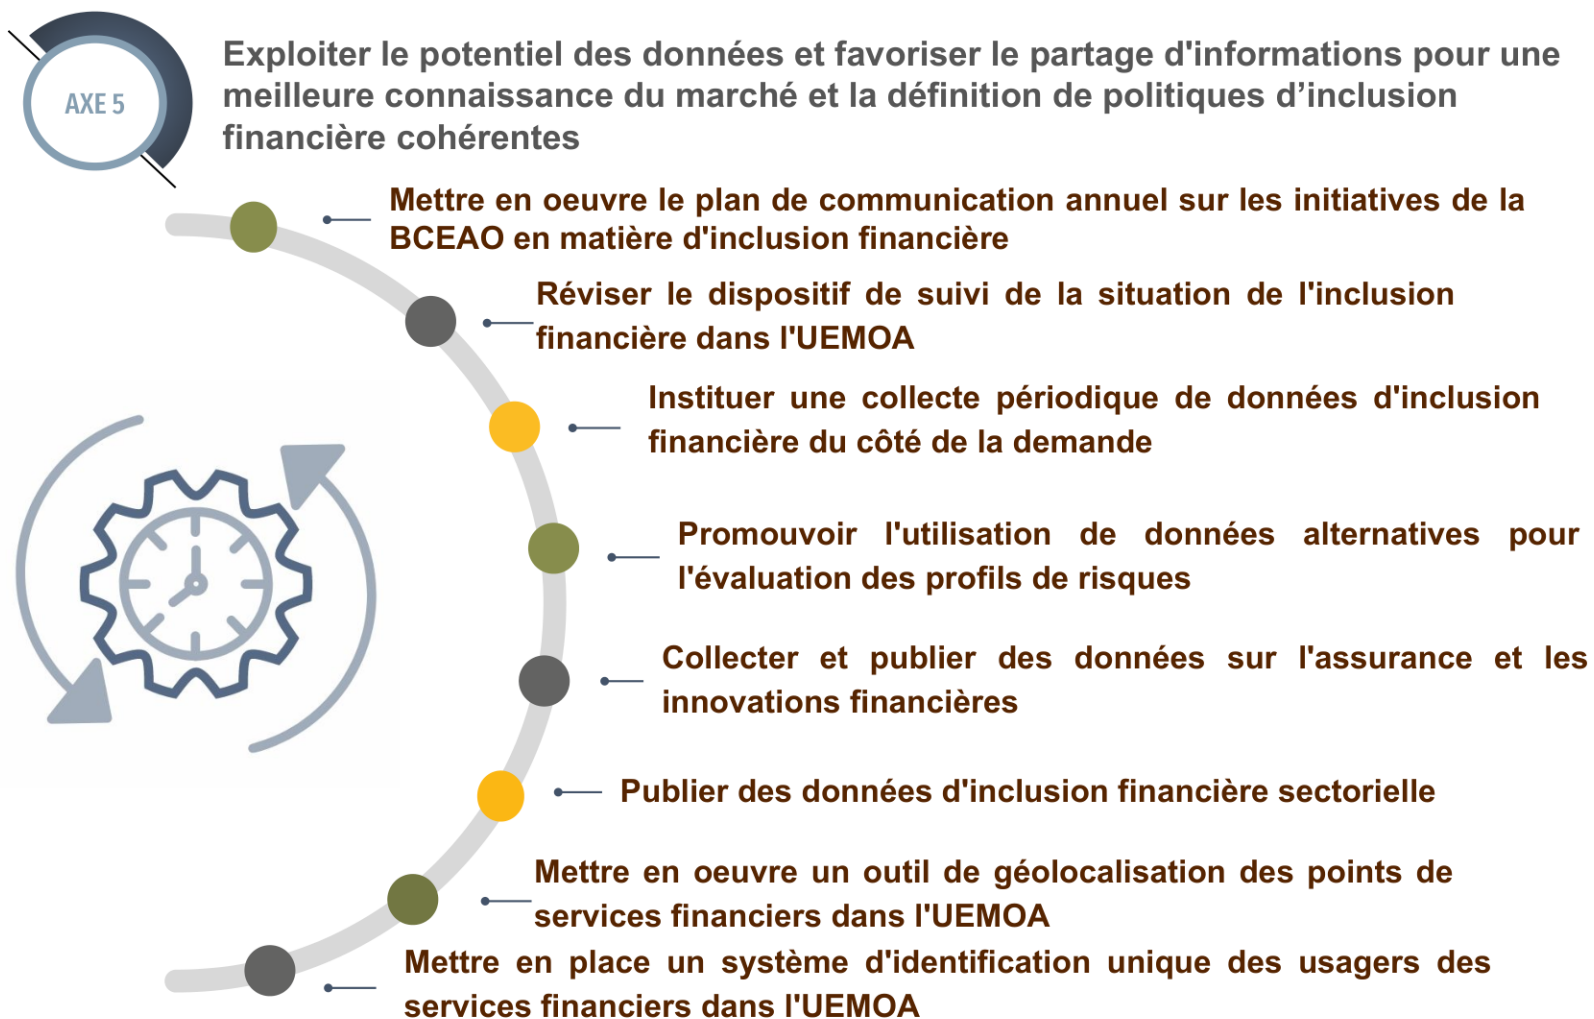 AXE 5
Exploiter le potentiel des données et favoriser le partage d'informations pour une
meilleure connaissance du marché et la définition de politiques d’inclusion
financière cohérentes
Mettre en oeuvre le plan de communication annuel sur les initiatives de la
BCEAO en matière d'inclusion financière
Réviser le dispositif de suivi de la situation de l'inclusion
financière dans l'UEMOA
Instituer une collecte périodique de données d'inclusion
financière du côté de la demande
Promouvoir l'utilisation de données alternatives pour
l'évaluation des profils de risques
Collecter et publier des données sur l'assurance et les
innovations financières
Publier des données d'inclusion financière sectorielle
Mettre en oeuvre un outil de géolocalisation des points de
services financiers dans l'UEMOA
Mettre en place un système d'identification unique des usagers des
services financiers dans l'UEMOA